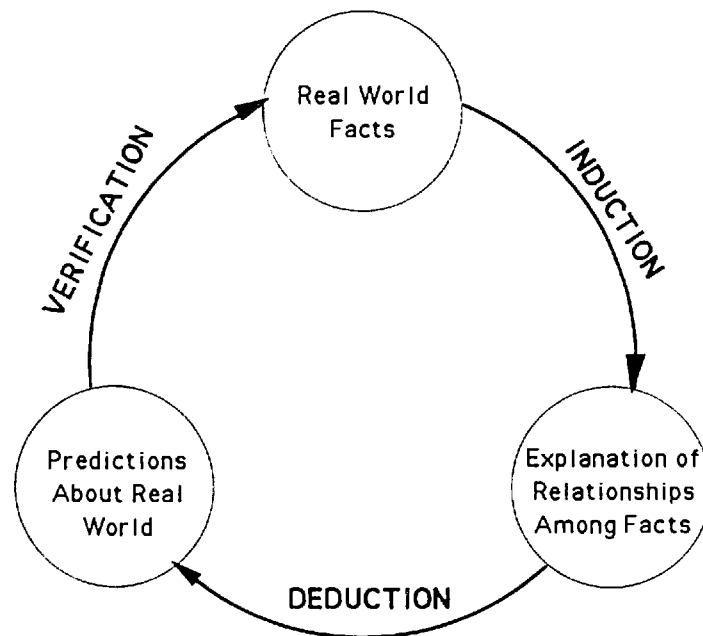 Real World
Facts
INDUCTION
VERIFICATION
Predictions
About Real
World
Explanation of
Relationships
Among Facts
DEDUCTION